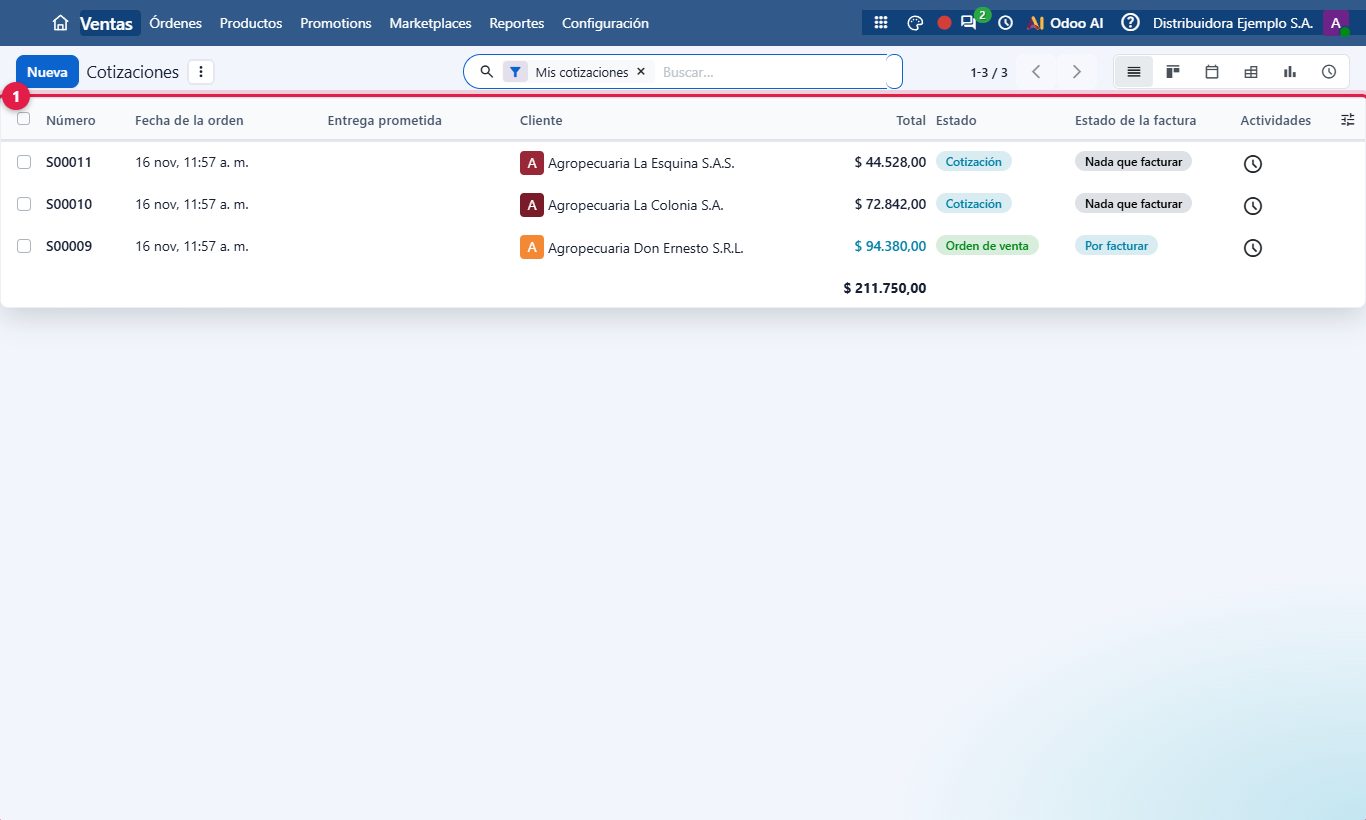 Ventas Órdenes Productos Promotions Marketplaces Reportes Configuración 2 Odoo AI Distribuidora Ejemplo S.A. A
Nueva Cotizaciones Mis cotizaciones × Buscar... 1-3 / 3
1
Número Fecha de la orden Entrega prometida Cliente Total Estado Estado de la factura Actividades
S00011 16 nov, 11:57 a. m. A Agropecuaria La Esquina S.A.S. $ 44.528,00 Cotización Nada que facturar
S00010 16 nov, 11:57 a. m. A Agropecuaria La Colonia S.A. $ 72.842,00 Cotización Nada que facturar
S00009 16 nov, 11:57 a. m. A Agropecuaria Don Ernesto S.R.L. $ 94.380,00 Orden de venta Por facturar
$ 211.750,00